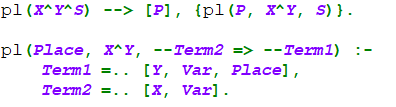 pl(X^Y^S) --> [P], {pl(P, X^Y, S)}.
pl(Place, X^Y, --Term2 => --Term1) :-
Term1 =.. [Y, Var, Place],
Term2 =.. [X, Var].